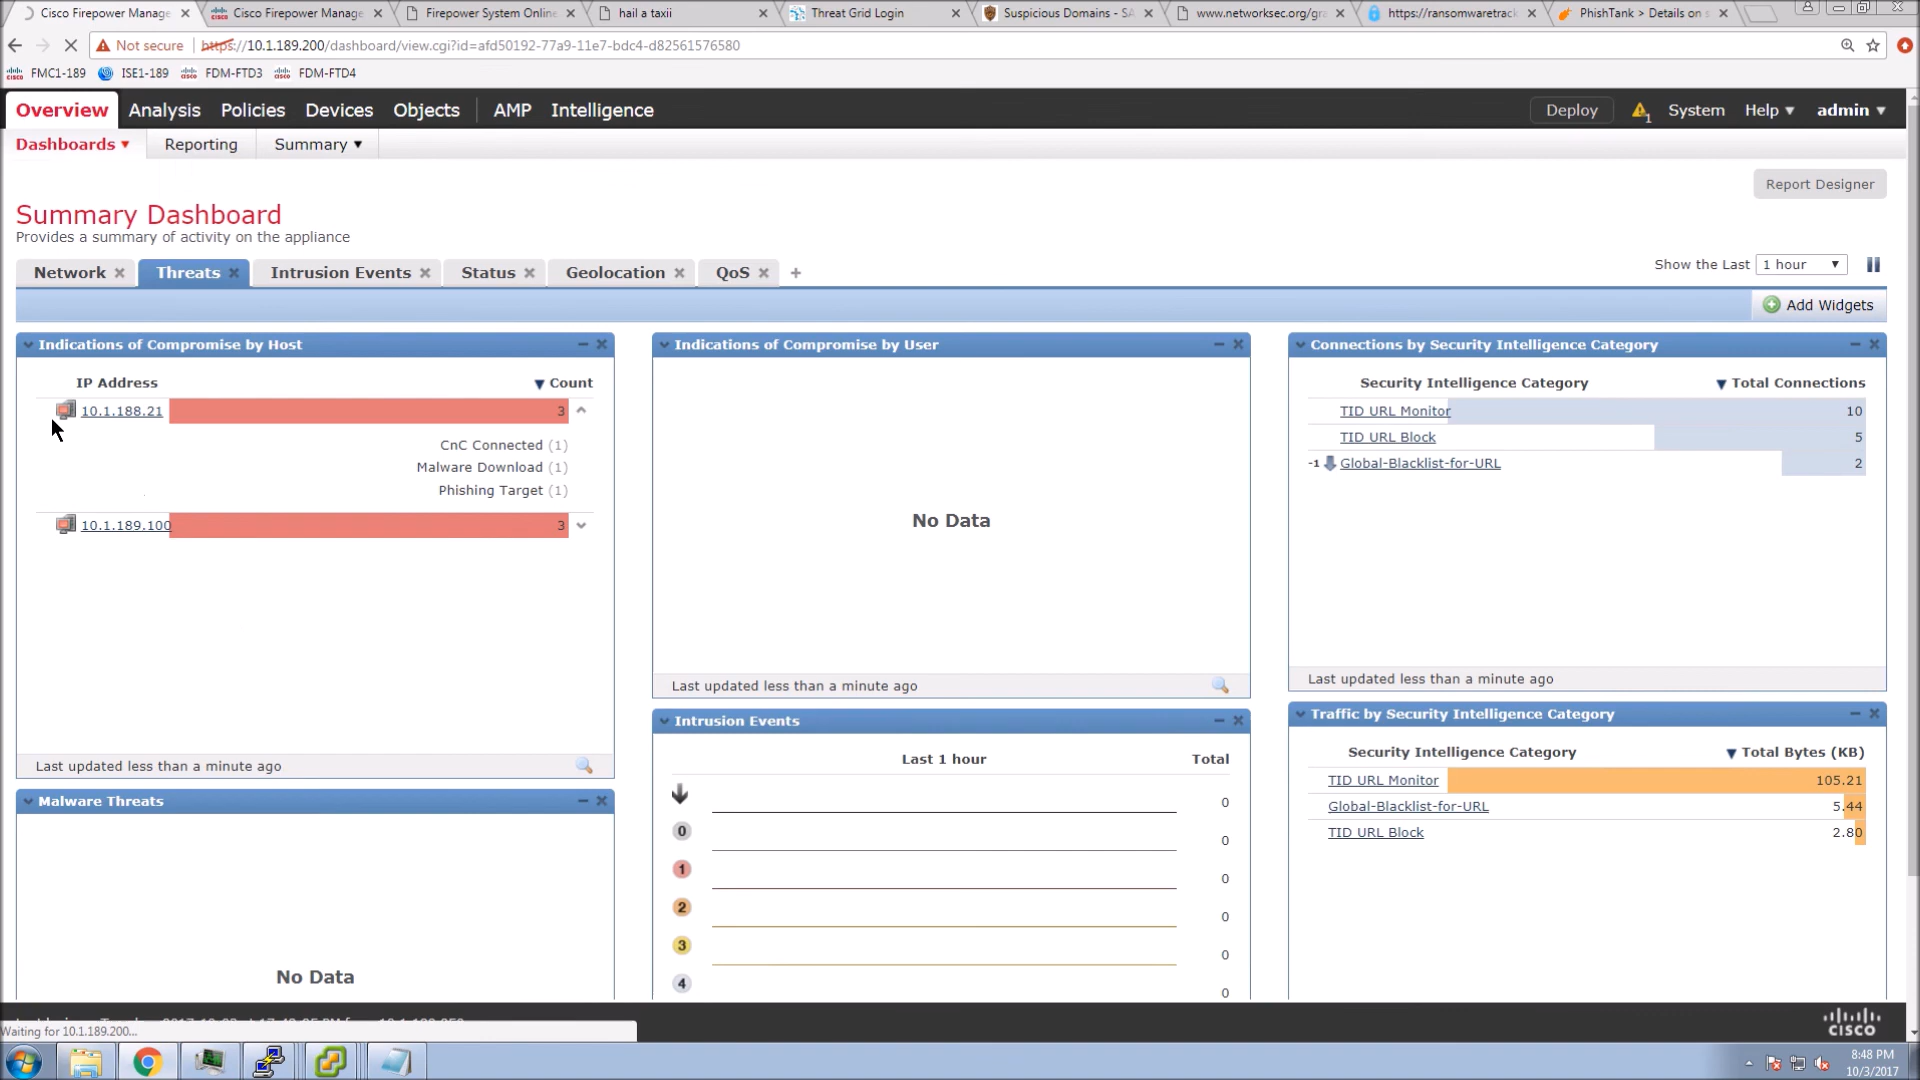 Cisco Firepower Manage
Cisco Firepower Manage
Firepower System Online
hail a taxii
Threat Grid Login
Suspicious Domains - SA
www.networksec.org/gra
https://ransomwaretrack
PhishTank > Details on s
Not secure
https://10.1.189.200/dashboard/view.cgi?id=afd50192-77a9-11e7-bdc4-d82561576580
FMC1-189
ISE1-189
FDM-FTD3
FDM-FTD4
Overview Analysis Policies Devices Objects AMP Intelligence
Deploy 1 System Help ▼ admin ▼
Dashboards ▼ Reporting Summary ▼
Report Designer
Summary Dashboard
Provides a summary of activity on the appliance
Network Threats Intrusion Events Status Geolocation QoS +
Show the Last 1 hour
Add Widgets
Indications of Compromise by Host
IP Address Count
10.1.188.21 3
CnC Connected (1)
Malware Download (1)
Phishing Target (1)
10.1.189.100 3
Last updated less than a minute ago
Malware Threats
No Data
Indications of Compromise by User
No Data
Last updated less than a minute ago
Intrusion Events
Last 1 hour Total
0
0 0
1 0
2 0
3 0
4 0
Connections by Security Intelligence Category
Security Intelligence Category Total Connections
TID URL Monitor 10
TID URL Block 5
-1 Global-Blacklist-for-URL 2
Last updated less than a minute ago
Traffic by Security Intelligence Category
Security Intelligence Category Total Bytes (KB)
TID URL Monitor 105.21
Global-Blacklist-for-URL 5.44
TID URL Block 2.80
Waiting for 10.1.189.200...
CISCO
8:48 PM
10/3/2017